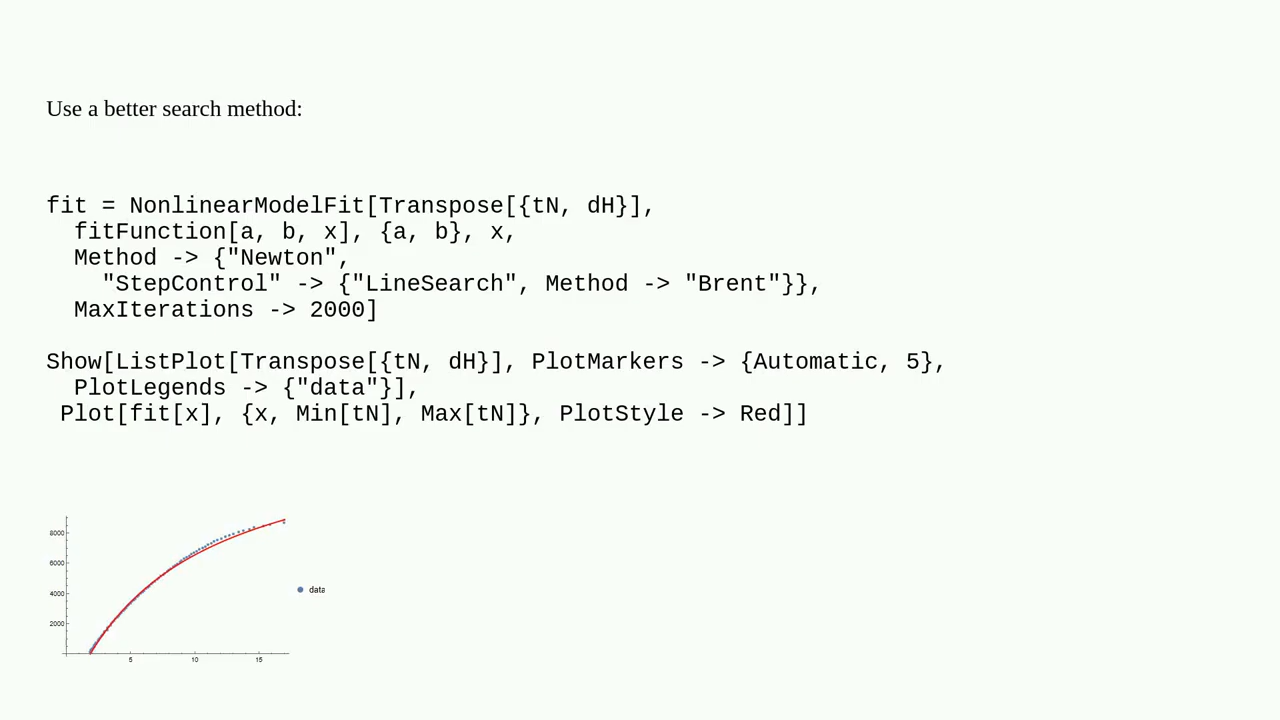 Use a better search method:
fit = NonlinearModelFit[Transpose[{tN, dH}],
fitFunction[a, b, x], {a, b}, x,
Method -> {"Newton",
"StepControl" -> {"LineSearch", Method -> "Brent"}},
MaxIterations -> 2000]
Show[ListPlot[Transpose[{tN, dH}], PlotMarkers -> {Automatic, 5},
PlotLegends -> {"data"}],
Plot[fit[x], {x, Min[tN], Max[tN]}, PlotStyle -> Red]]
8000
6000
4000
2000
5 10 15
data